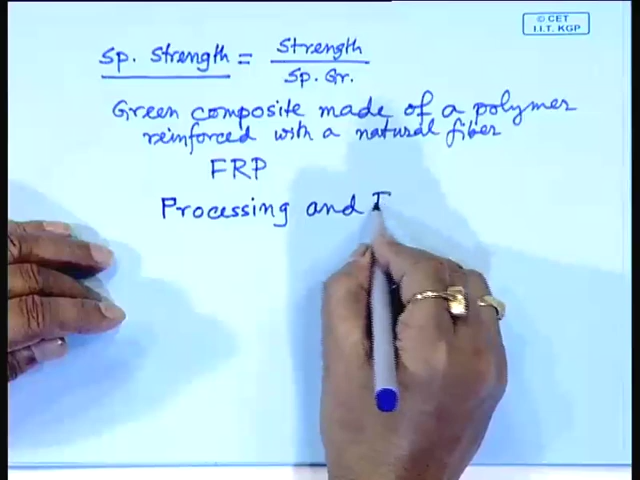 © CET
I.I.T. KGP
Sp. Strength = Strength / Sp. Gr.
Green composite made of a polymer
reinforced with a natural fiber
FRP
Processing and